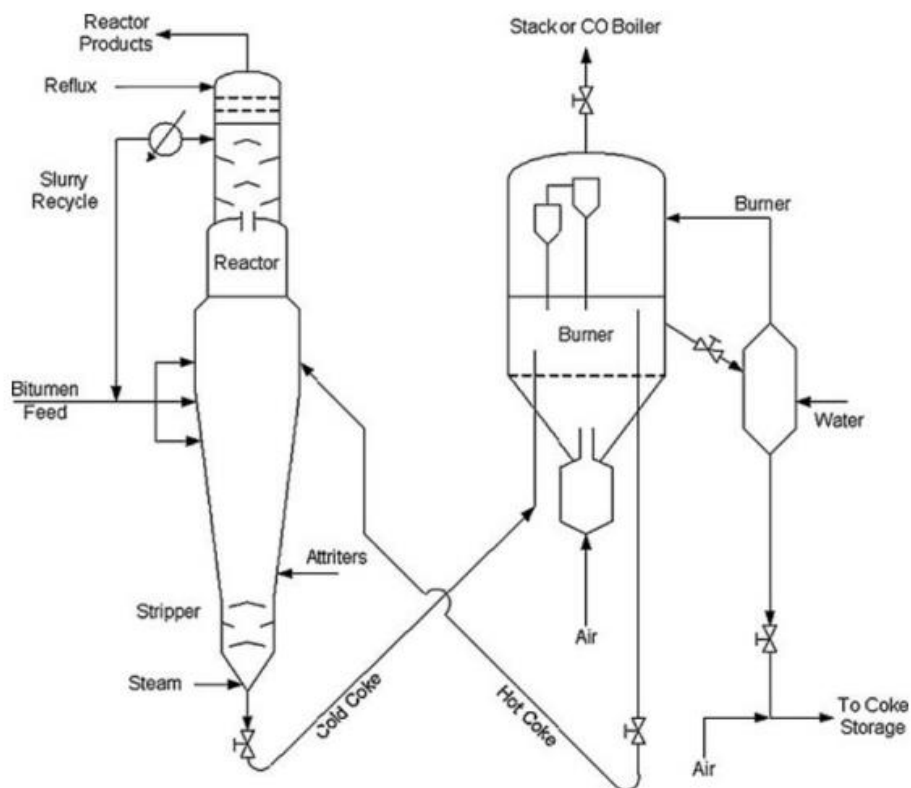 Reactor
Products
Stack or CO Boiler
Reflux
Slurry
Recycle
Burner
Reactor
Burner
Bitumen
Feed
Water
Attriters
Stripper
Air
Steam
Cold Coke
Hot Coke
To Coke
Storage
Air